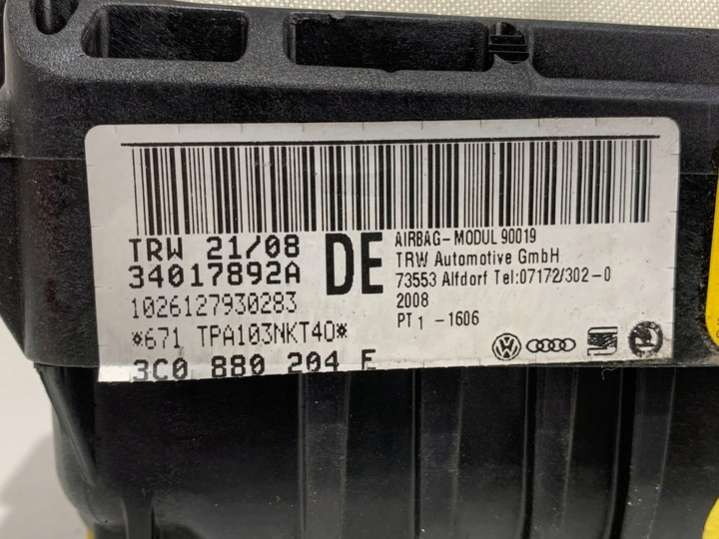 TRW 21/08
34017892A
1026127930283
*671 TPA103NKT40*
3C0 880 204 E
DE
AIRBAG-MODUL 90019
TRW Automotive GmbH
73553 Alfdorf Tel:07172/302-0
2008
PT 1 -1606